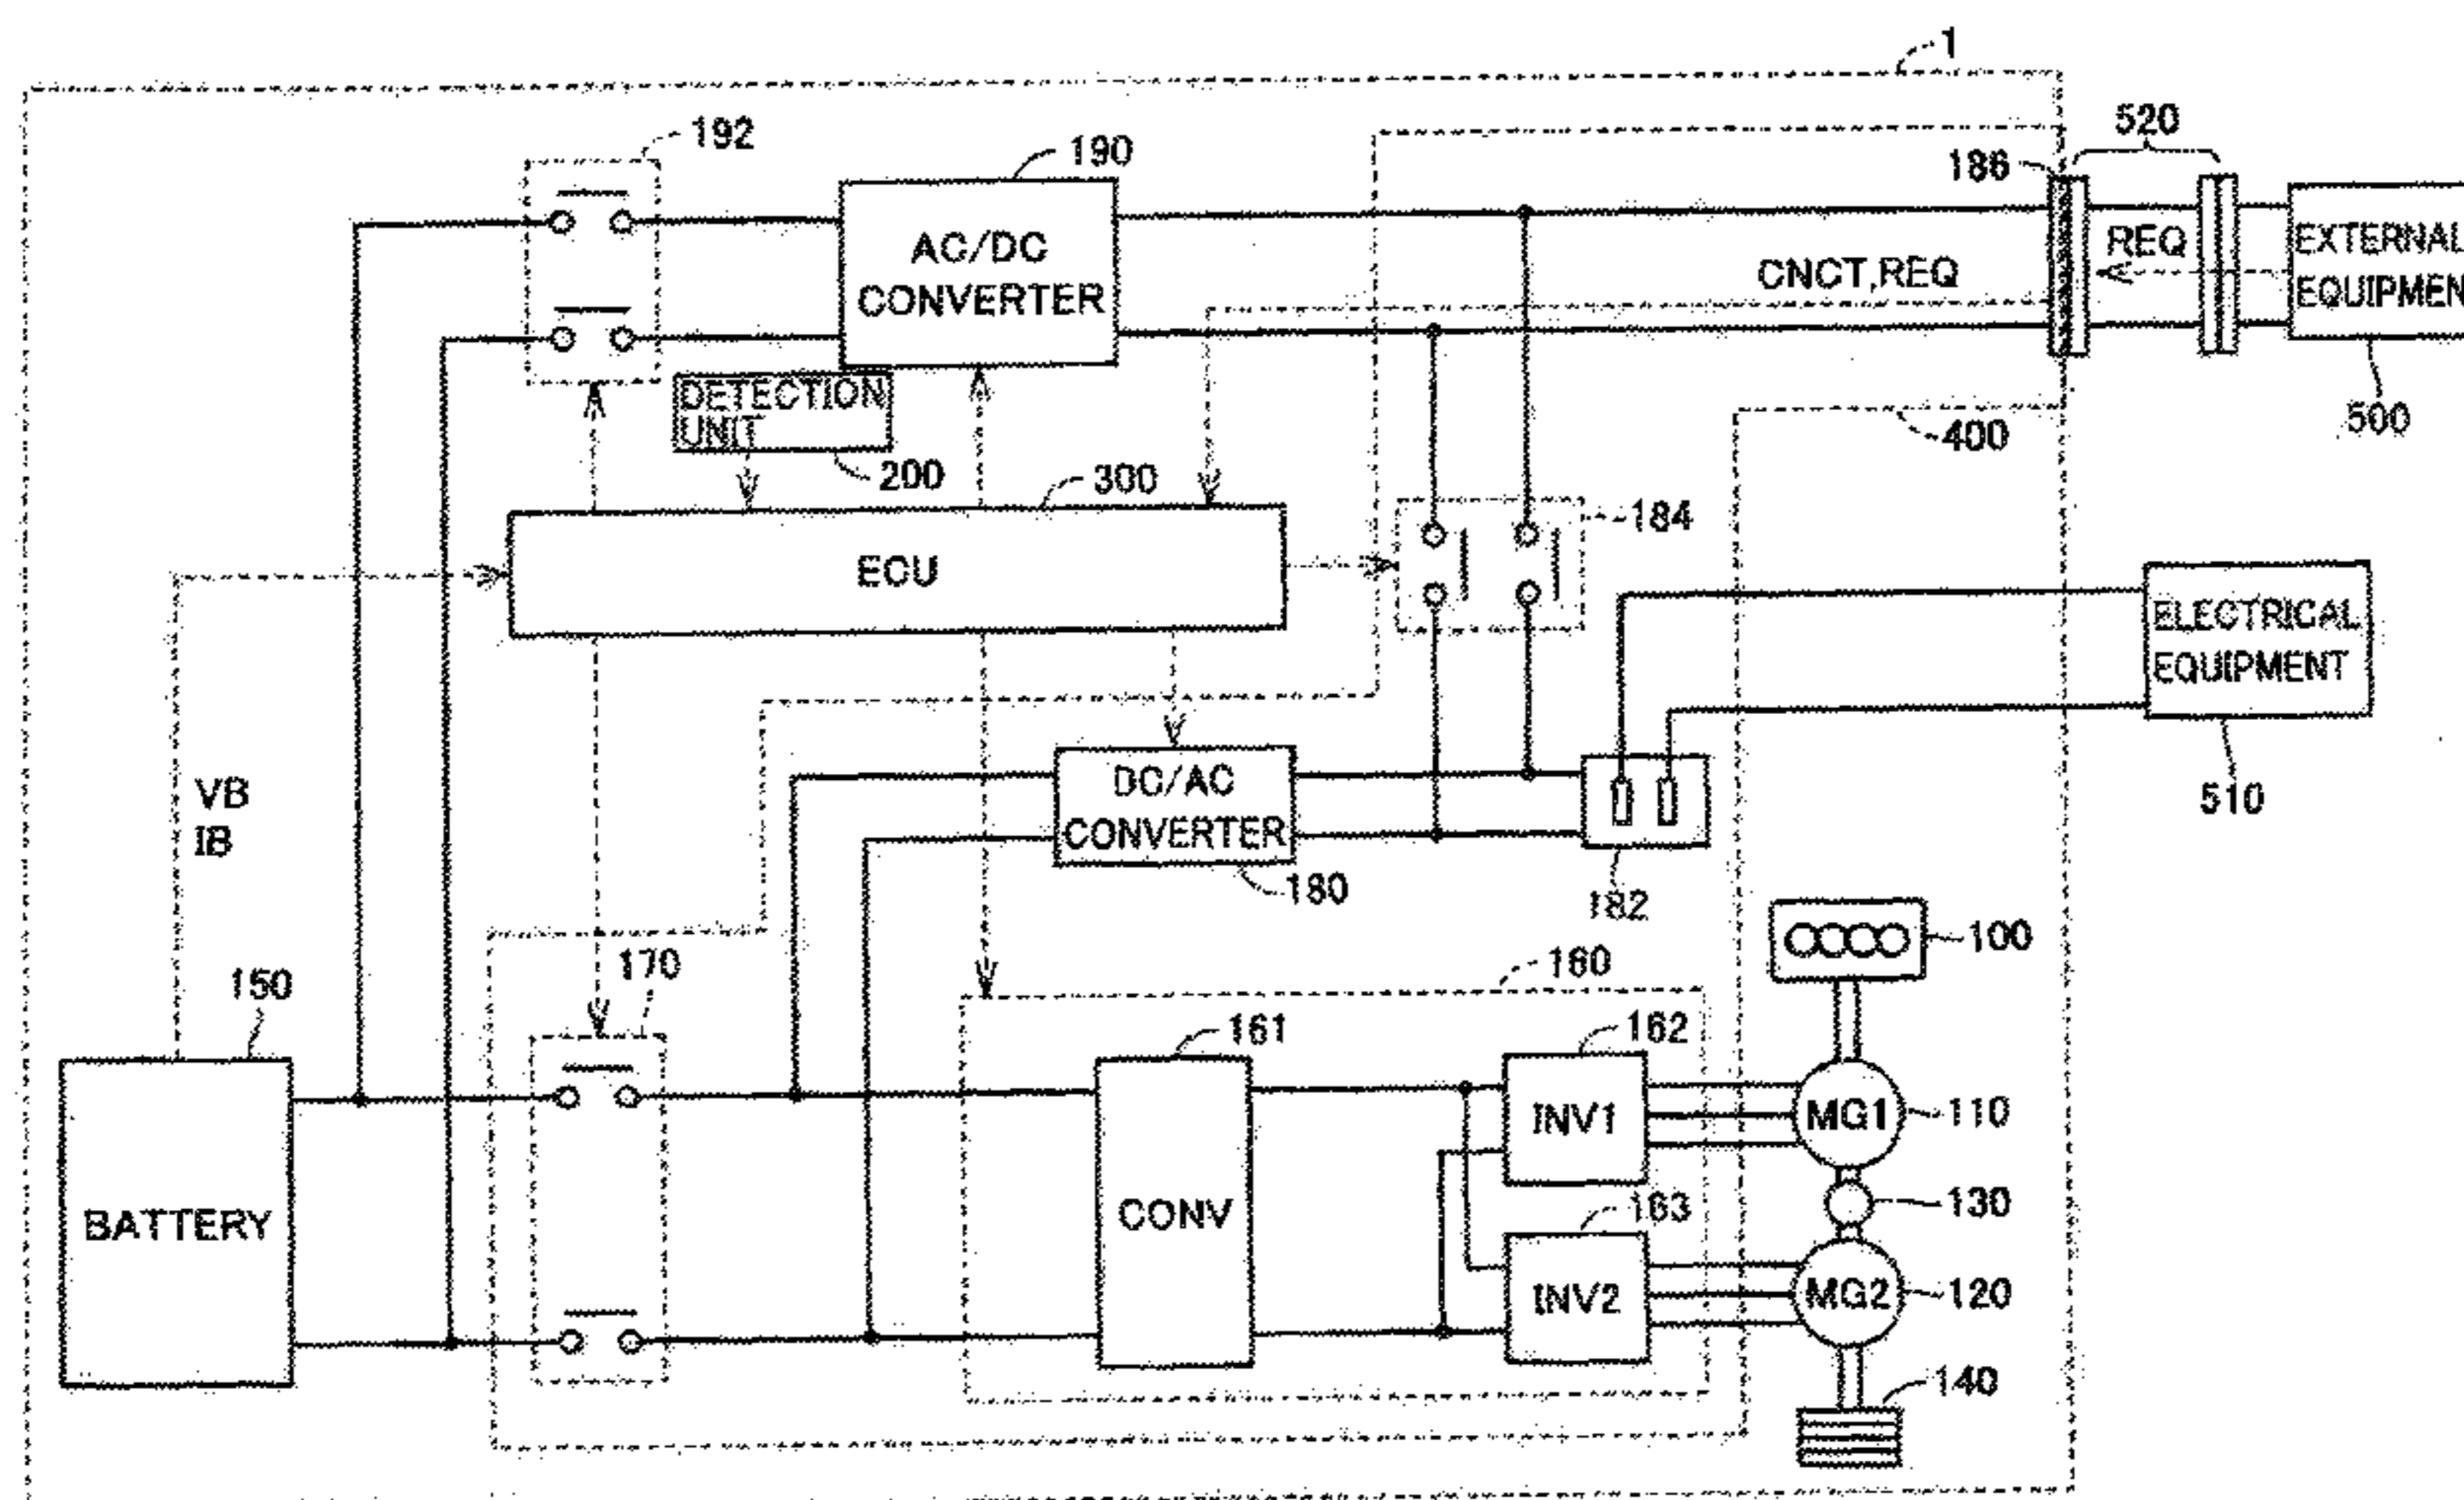 1
192
190
520
186
AC/DC
CONVERTER
CNCT,REQ
REQ
EXTERNAL
EQUIPMEN
500
400
DETECTION
UNIT
200
300
184
ECU
ELECTRICAL
EQUIPMENT
510
VB
IB
DC/AC
CONVERTER
180
182
100
170
160
150
161
162
INV1
MG1
110
BATTERY
CONV
130
163
INV2
MG2
120
140